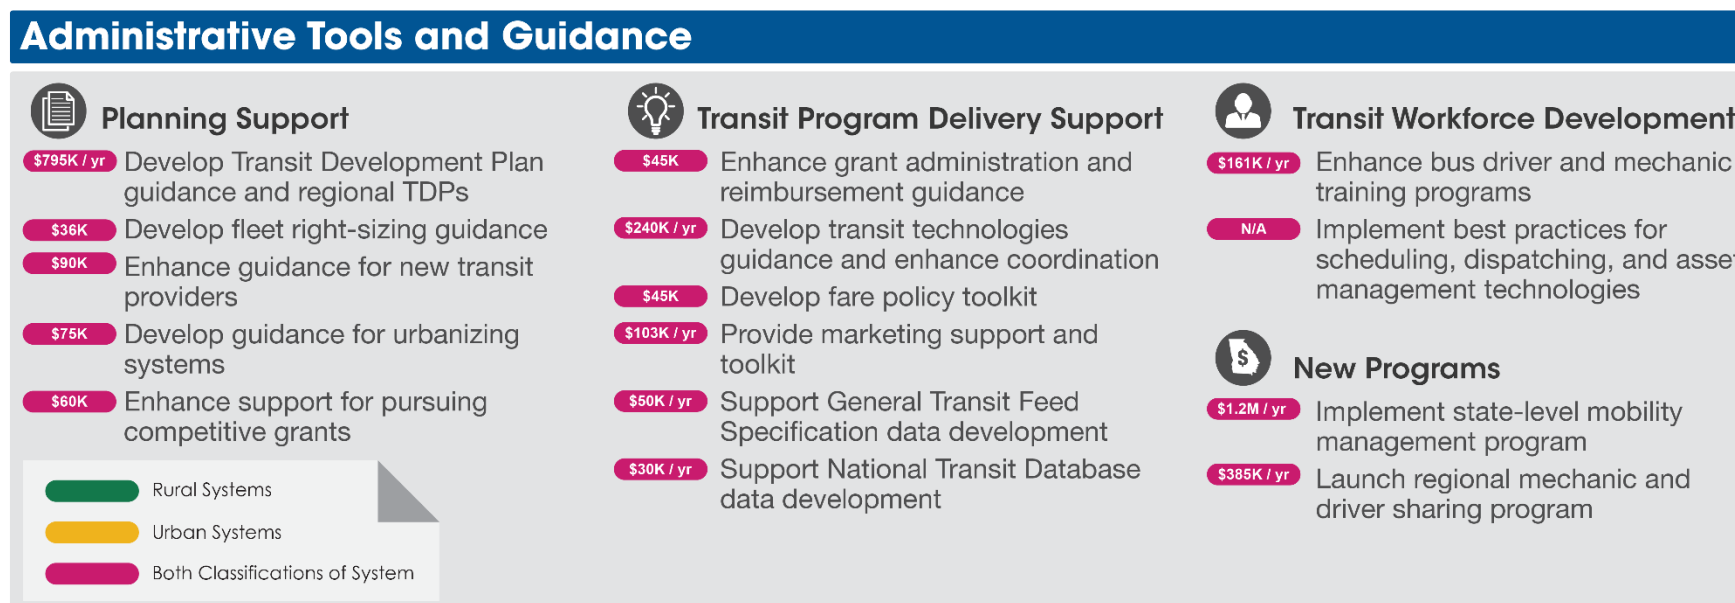 Administrative Tools and Guidance
Planning Support
$795K / yr Develop Transit Development Plan
guidance and regional TDPs
$36K Develop fleet right-sizing guidance
$90K Enhance guidance for new transit
providers
$75K Develop guidance for urbanizing
systems
$60K Enhance support for pursuing
competitive grants
Rural Systems
Urban Systems
Both Classifications of System
Transit Program Delivery Support
$45K Enhance grant administration and
reimbursement guidance
$240K / yr Develop transit technologies
guidance and enhance coordination
$45K Develop fare policy toolkit
$103K / yr Provide marketing support and
toolkit
$50K / yr Support General Transit Feed
Specification data development
$30K / yr Support National Transit Database
data development
Transit Workforce Development
$161K / yr Enhance bus driver and mechanic
training programs
N/A Implement best practices for
scheduling, dispatching, and asset
management technologies
$
New Programs
$1.2M / yr Implement state-level mobility
management program
$385K / yr Launch regional mechanic and
driver sharing program